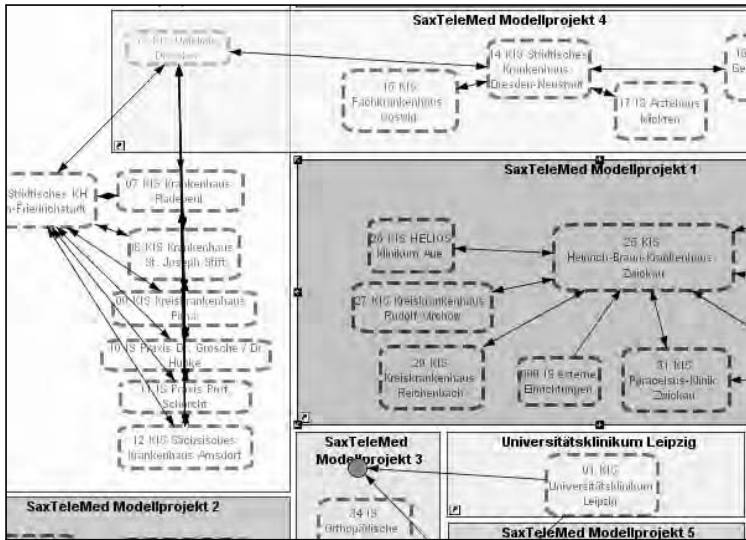 SaxTeleMed Modellprojekt 4
14 KIS Städtisches
Krankenhaus
Dresden-Neustadt
15 KIS
Fachkrankenhaus
Coswig
17 IS Ärztehaus
Mickten
Städtisches KH
n-Friedrichstadt
07 KIS Krankenhaus
Radebeul
KIS Krankenhaus
St. Joseph Stift
09 KIS Kreiskrankenhaus
Pirna
10 IS Praxis Dr. Grosche / Dr.
11 IS Praxis Prof.
12 KIS Sächsisches
Krankenhaus Arnsdorf
SaxTeleMed Modellprojekt 1
25 KIS
Heinrich-Braun-Krankenhaus
Zwickau
26 KIS HELIOS
Klinikum Aue
27 KIS Kreiskrankenhaus
Rudolf Virchow
29 KIS
Kreiskrankenhaus
Reichenbach
IS externe
Einrichtungen
31 KIS
Paracelsus-Klinik
Zwickau
SaxTeleMed
Modellprojekt 3
34 IS
Orthopädische
Universitätsklinikum Leipzig
01 KIS
Universitätsklinikum
Leipzig
SaxTeleMed Modellprojekt 2
SaxTeleMed Modellprojekt 5